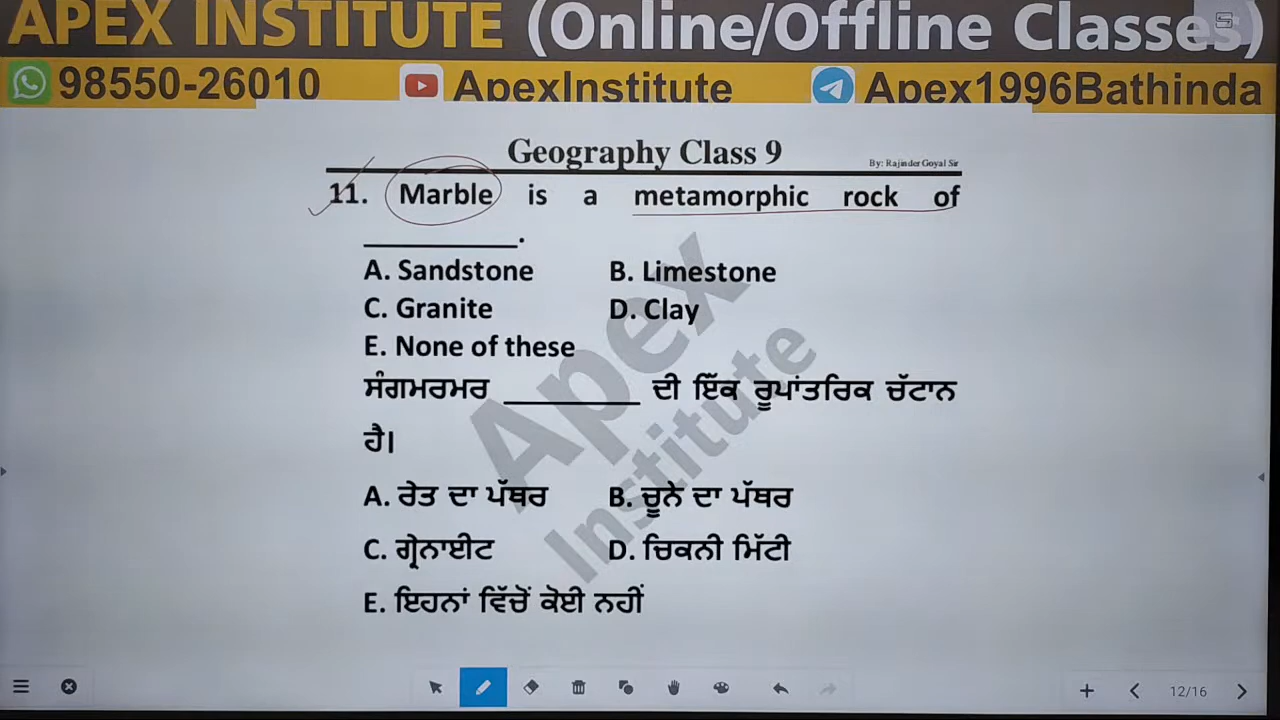 APEX INSTITUTE (Online/Offline Classes)
98550-26010 ApexInstitute Apex1996Bathinda
Geography Class 9
By: Rajinder Goyal Sir
11. Marble is a metamorphic rock of
__________.
A. Sandstone B. Limestone
C. Granite D. Clay
E. None of these
ਸੰਗਮਰਮਰ _________ ਦੀ ਇੱਕ ਰੂਪਾਂਤਰਿਕ ਚੱਟਾਨ
ਹੈ।
A. ਰੇਤ ਦਾ ਪੱਥਰ B. ਚੂਨੇ ਦਾ ਪੱਥਰ
C. ਗ੍ਰੇਨਾਈਟ D. ਚਿਕਨੀ ਮਿੱਟੀ
E. ਇਹਨਾਂ ਵਿੱਚੋਂ ਕੋਈ ਨਹੀਂ
Apex
Institute
12/16